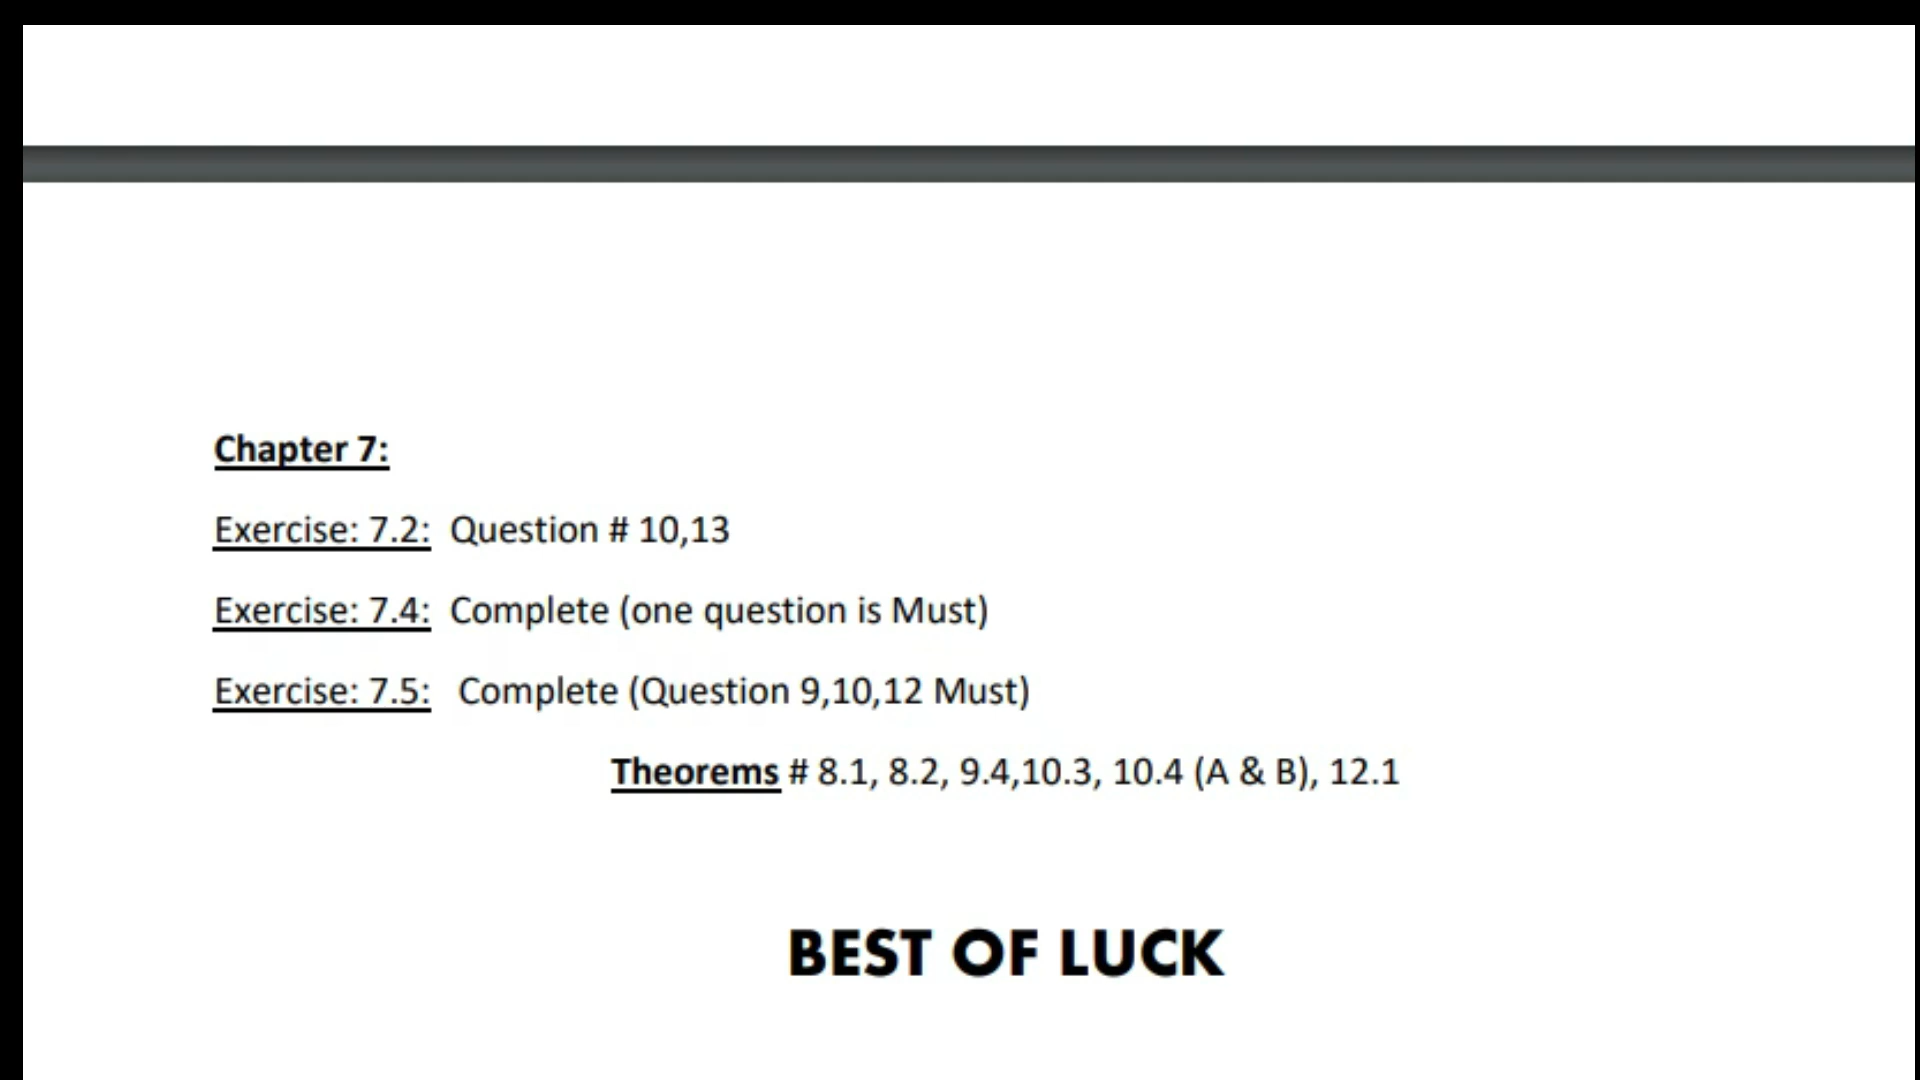 Chapter 7:
Exercise: 7.2: Question # 10,13
Exercise: 7.4: Complete (one question is Must)
Exercise: 7.5: Complete (Question 9,10,12 Must)
Theorems # 8.1, 8.2, 9.4,10.3, 10.4 (A & B), 12.1
BEST OF LUCK